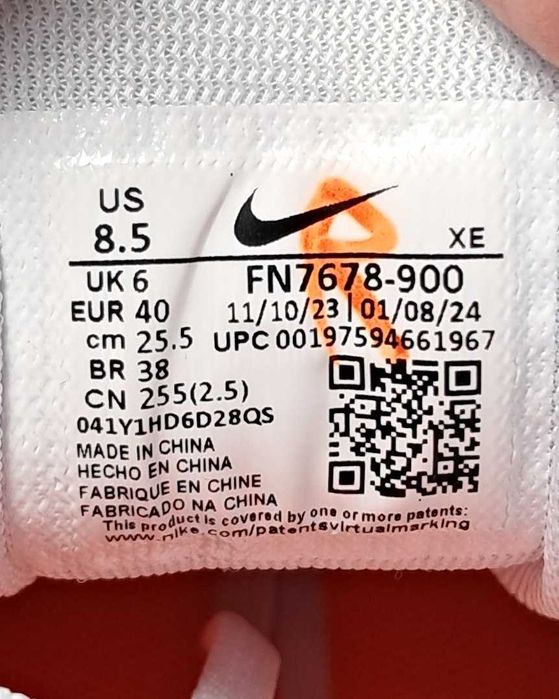 US
8.5
XE
UK 6
FN7678-900
EUR 40
11/10/23 | 01/08/24
cm 25.5
UPC 00197594661967
BR 38
CN 255(2.5)
041Y1HD6D28QS
MADE IN CHINA
HECHO EN CHINA
FABRIQUE EN CHINE
FABRICADO NA CHINA
This product is covered by one or more patents:
www.nike.com/patentsvirtualmarking